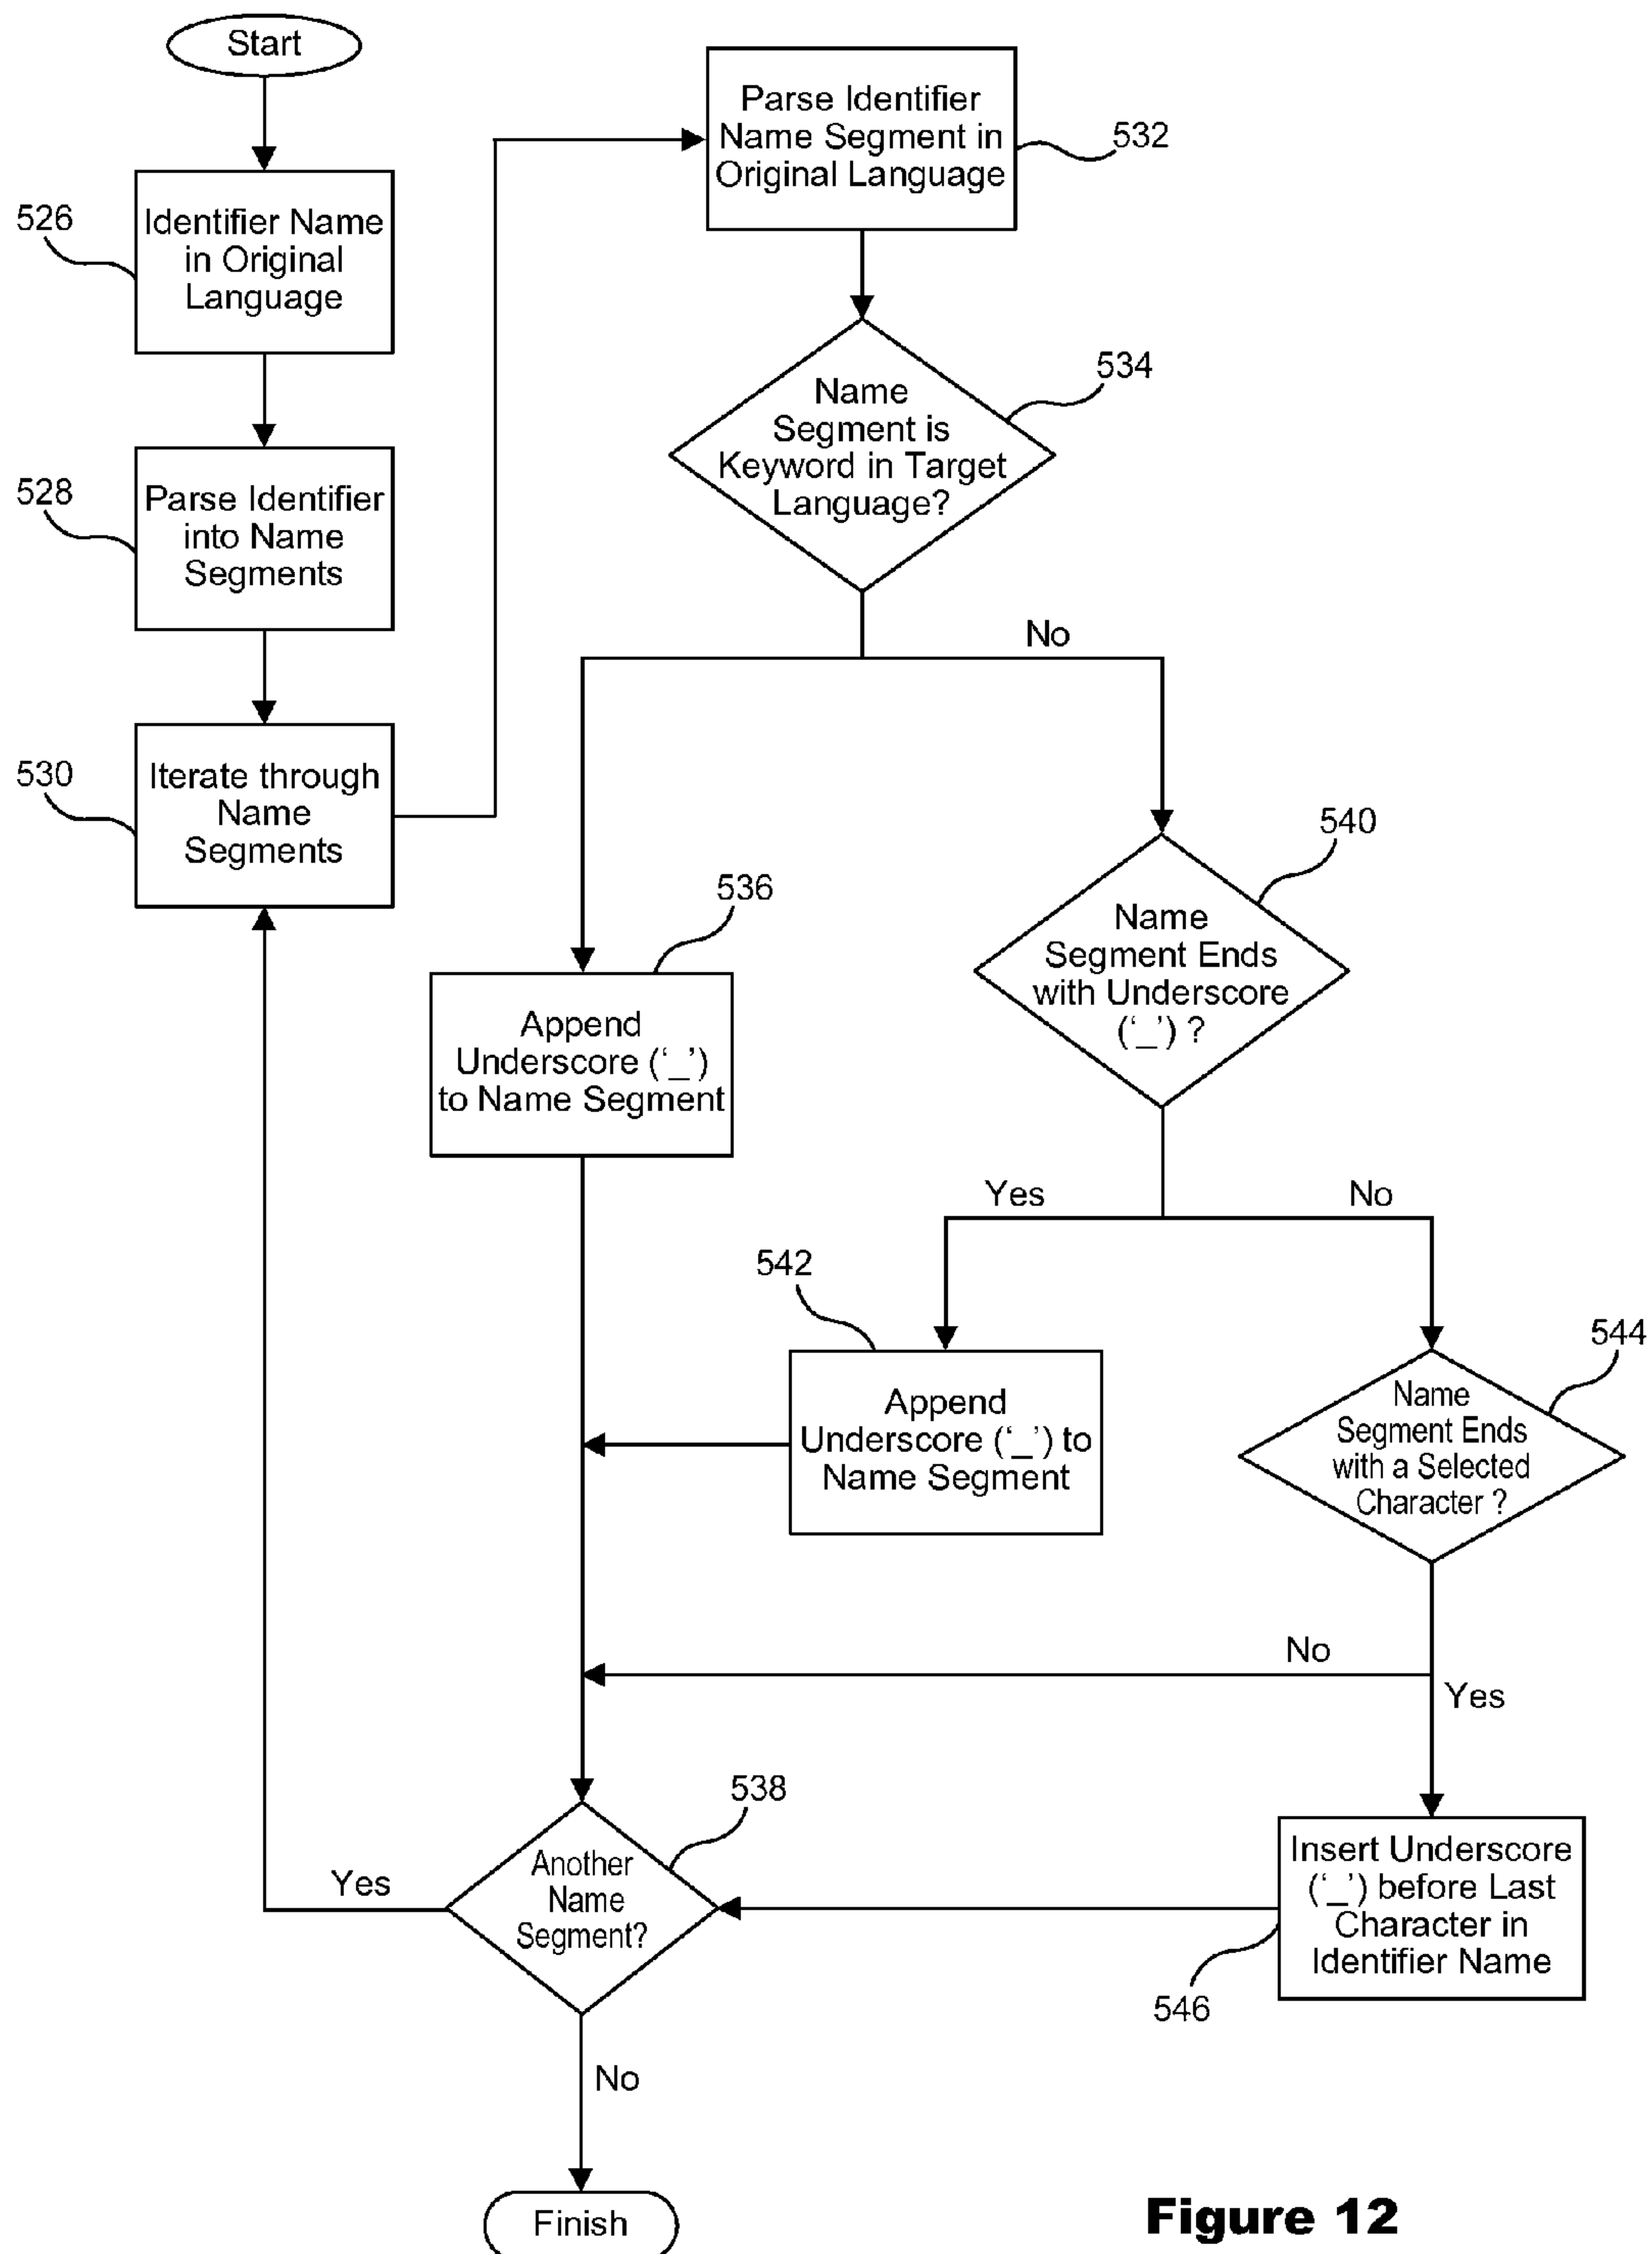 Start
526
Identifier Name
in Original
Language
528
Parse Identifier
into Name
Segments
530
Iterate through
Name
Segments
Parse Identifier
Name Segment in
Original Language
532
Name
Segment is
Keyword in Target
Language?
534
No
536
Append
Underscore (‘_’)
to Name Segment
540
Name
Segment Ends
with Underscore
(‘_’) ?
Yes
No
542
Append
Underscore (‘_’) to
Name Segment
544
Name
Segment Ends
with a Selected
Character ?
No
Yes
538
Another
Name
Segment?
Yes
Insert Underscore
(‘_’) before Last
Character in
Identifier Name
546
No
Finish
Figure 12